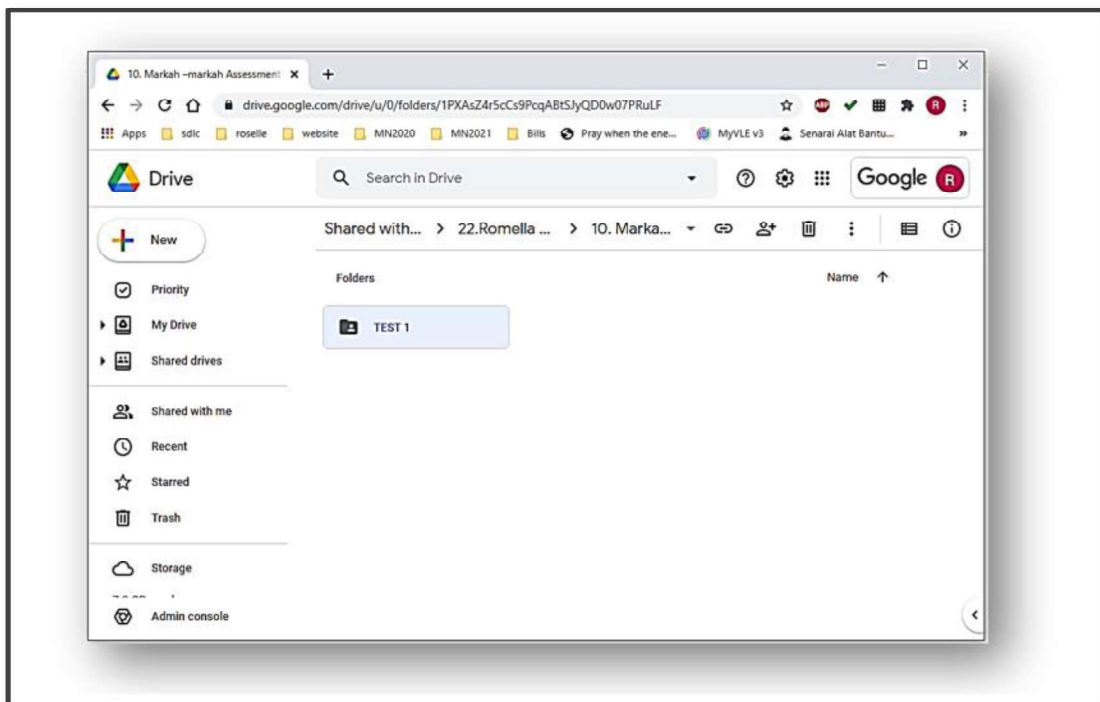 10. Markah –markah Assessment
drive.google.com/drive/u/0/folders/1PXAsZ4r5cCs9PcqABtSJyQD0w07PRuLF
ABP
R
Apps sdlc roselle website MN2020 MN2021 Bills Pray when the ene... MyVLE v3 Senarai Alat Bantu...
Drive
Search in Drive
Google R
New
Shared with... > 22.Romella ... > 10. Marka...
Folders
Name
Priority
TEST 1
My Drive
Shared drives
Shared with me
Recent
Starred
Trash
Storage
Admin console